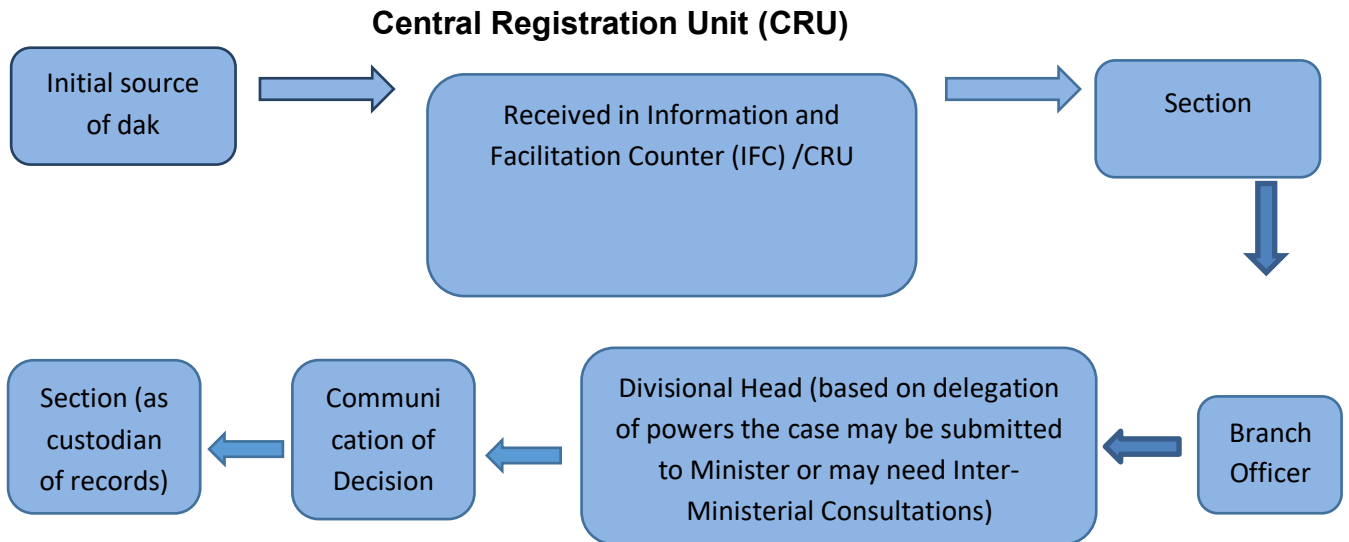 Central Registration Unit (CRU)
Initial source
of dak
Received in Information and
Facilitation Counter (IFC) /CRU
Section
Branch
Officer
Divisional Head (based on delegation
of powers the case may be submitted
to Minister or may need Inter-
Ministerial Consultations)
Communi
cation of
Decision
Section (as
custodian
of records)